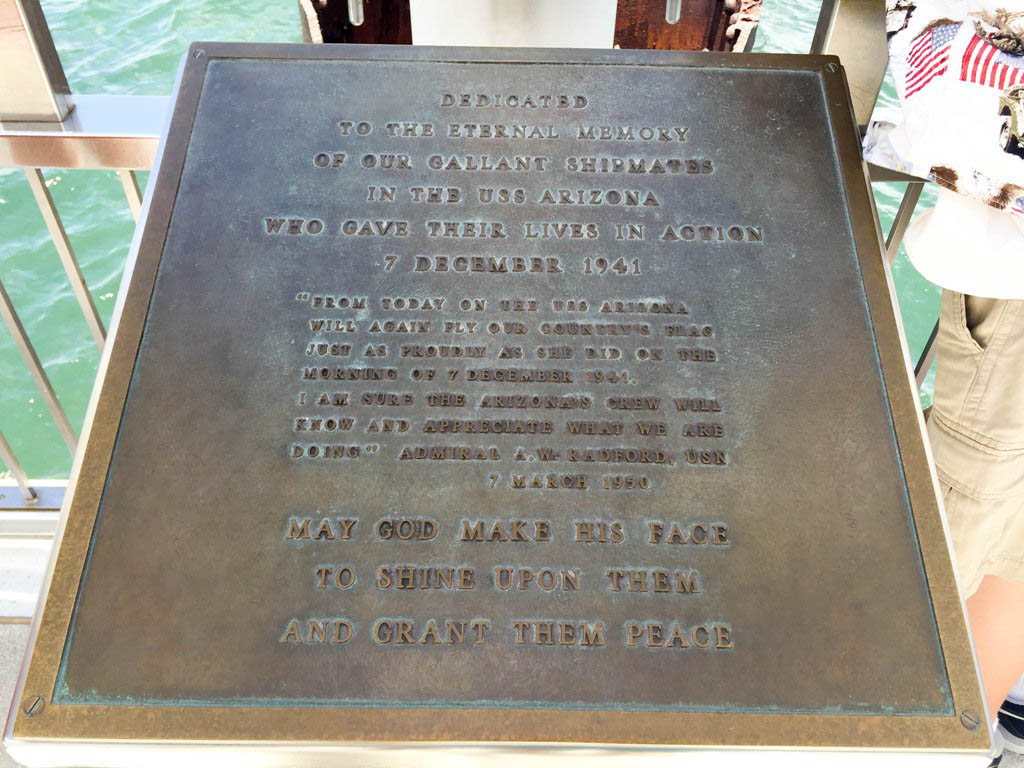 DEDICATED
TO THE ETERNAL MEMORY
OF OUR GALLANT SHIPMATES
IN THE USS ARIZONA
WHO GAVE THEIR LIVES IN ACTION
7 DECEMBER 1941
"FROM TODAY ON THE USS ARIZONA
WILL AGAIN FLY OUR COUNTRY'S FLAG
JUST AS PROUDLY AS SHE DID ON THE
MORNING OF 7 DECEMBER 1941.
I AM SURE THE ARIZONA'S CREW WILL
KNOW AND APPRECIATE WHAT WE ARE
DOING" ADMIRAL A.W. RADFORD, USN
7 MARCH 1950
MAY GOD MAKE HIS FACE
TO SHINE UPON THEM
AND GRANT THEM PEACE